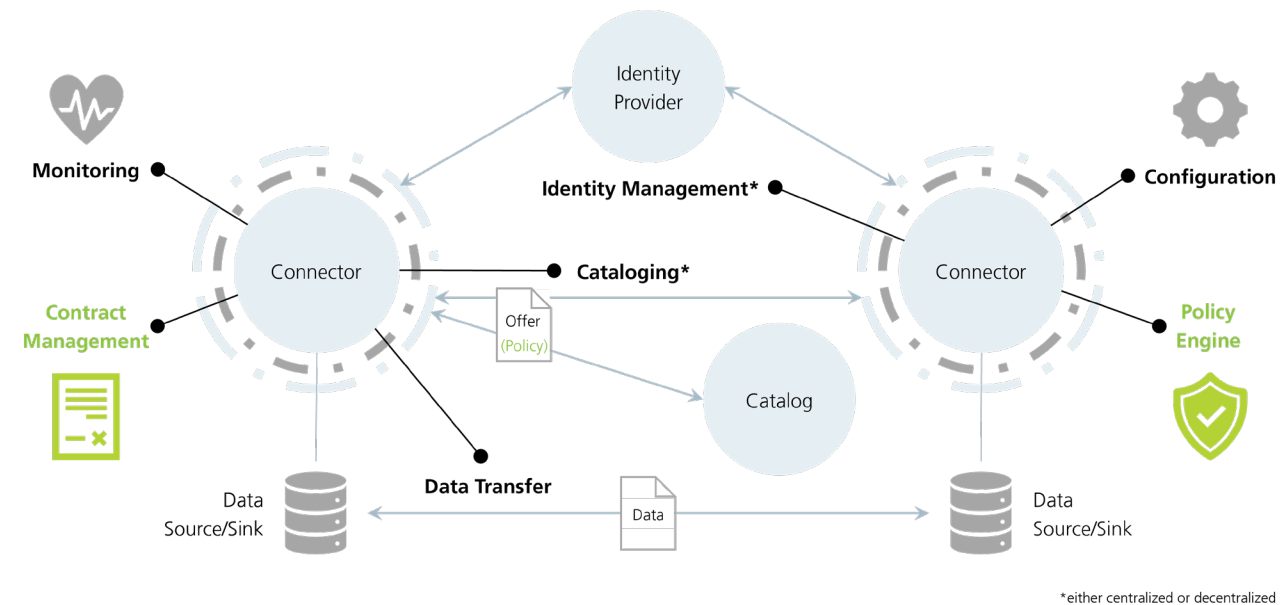 Identity
Provider
Monitoring
Configuration
Identity Management*
Connector
Cataloging*
Connector
Contract
Management
Offer
(Policy)
Policy
Engine
Catalog
Data Transfer
Data
Source/Sink
Data
Data
Source/Sink
*either centralized or decentralized